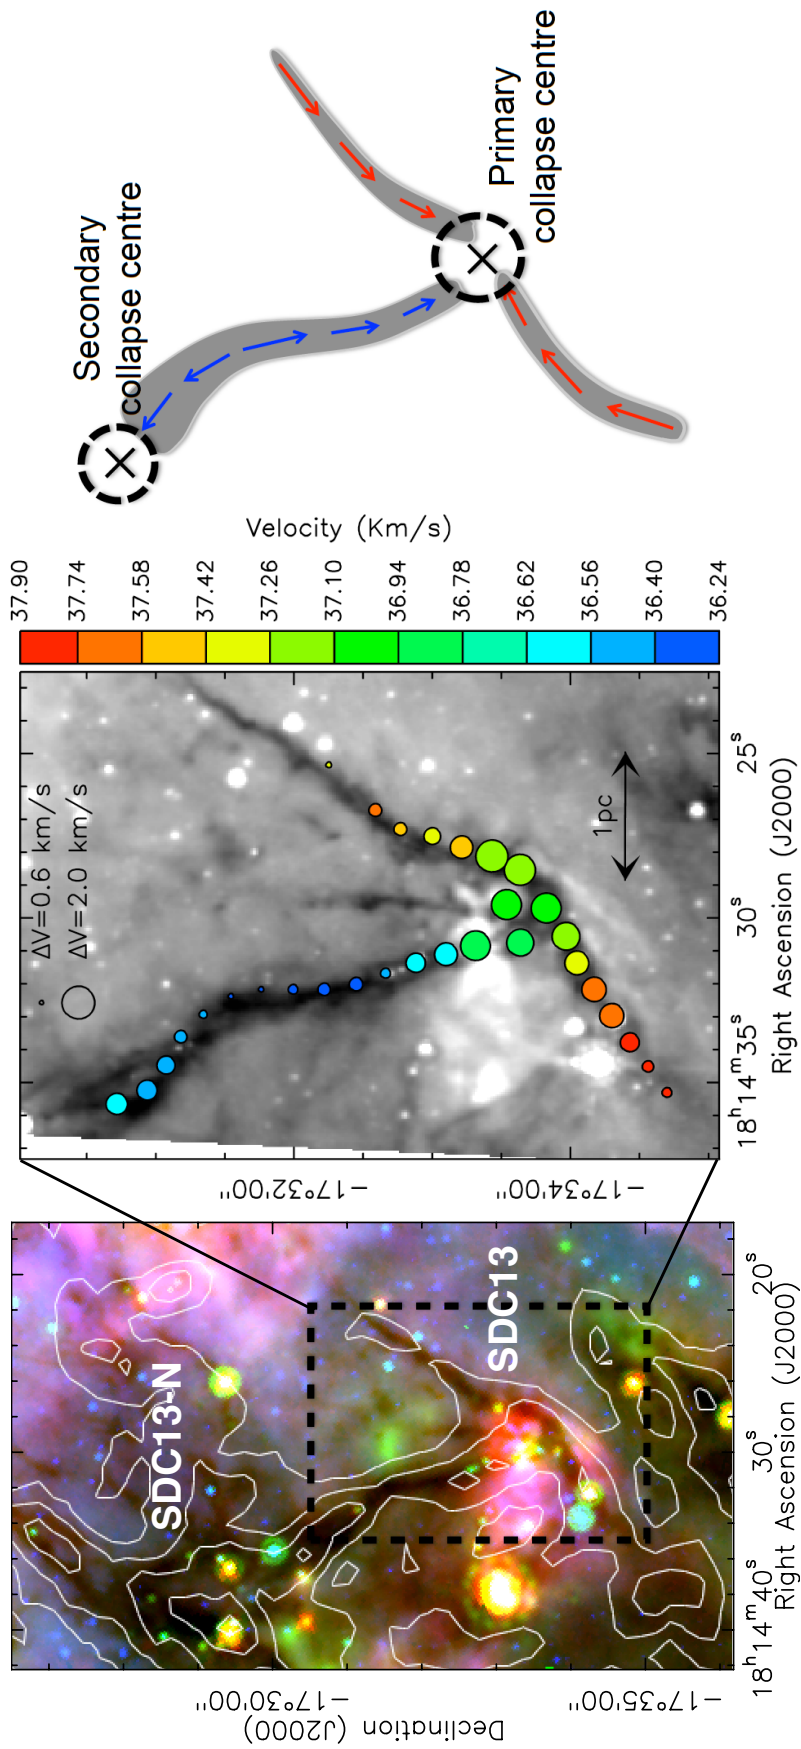 Secondary
collapse centre
Primary
collapse centre
Velocity (Km/s)
37.90
37.74
37.58
37.42
37.26
37.10
36.94
36.78
36.62
36.56
36.40
36.24
ΔV=0.6 km/s
ΔV=2.0 km/s
1pc
25s
30s
18h14m35s
Right Ascension (J2000)
−17°32'00"
−17°34'00"
SDC13-N
SDC13
20s
30s
18h14m40s
Right Ascension (J2000)
−17°30'00"
−17°35'00"
Declination (J2000)